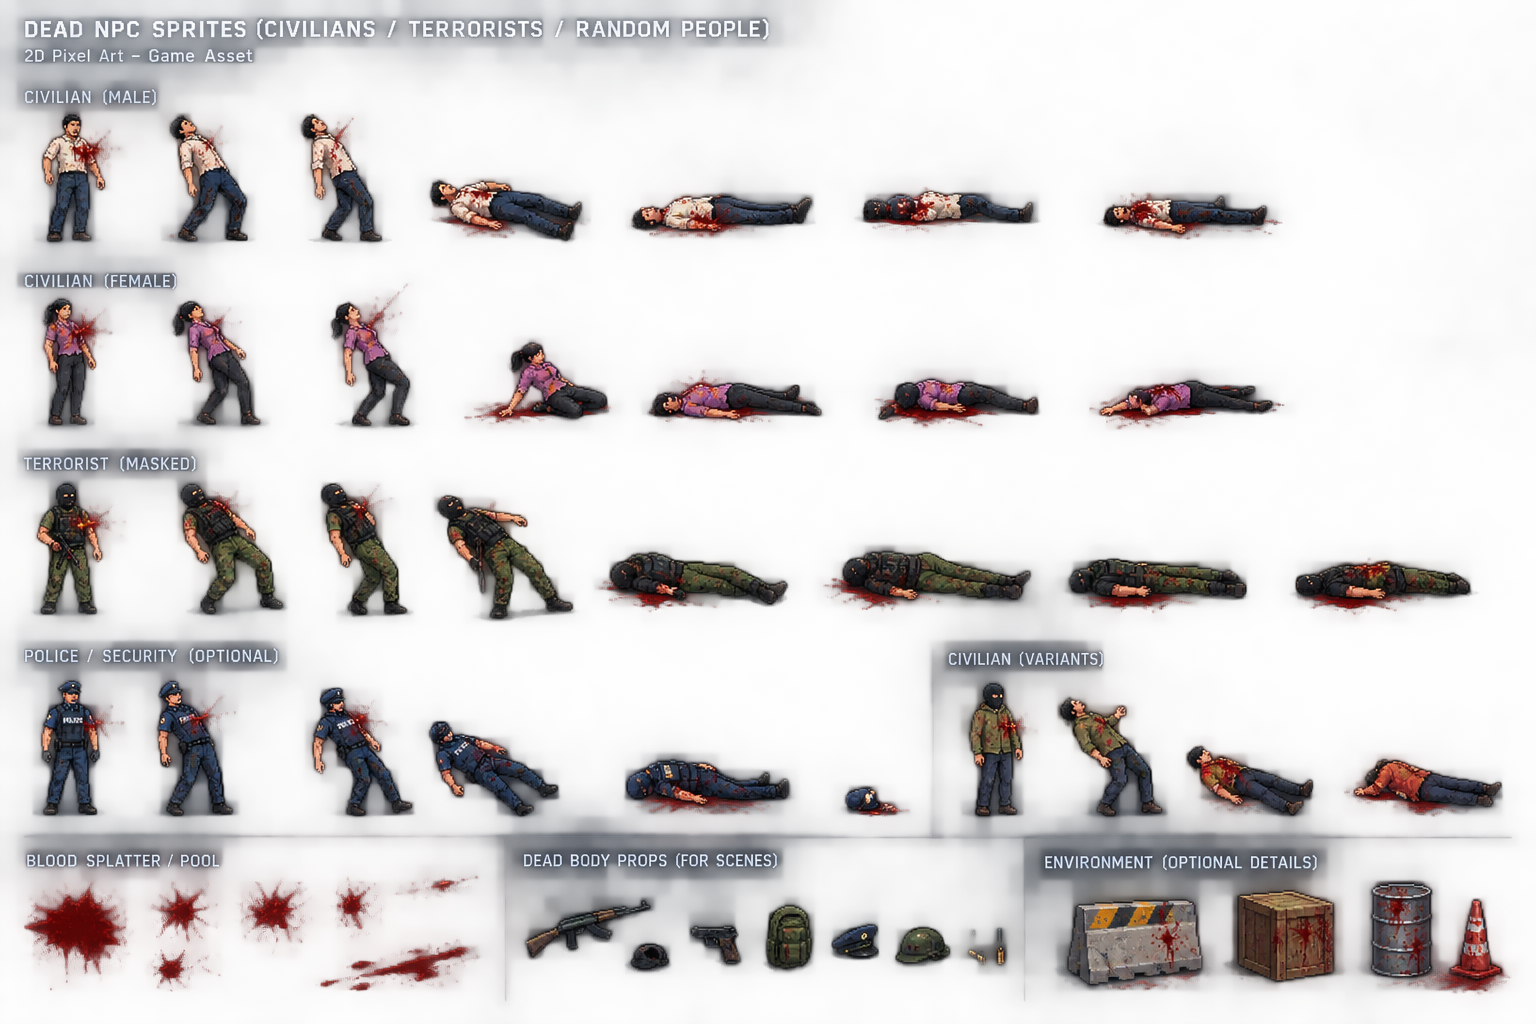 DEAD NPC SPRITES (CIVILIANS / TERRORISTS / RANDOM PEOPLE)
2D Pixel Art – Game Asset
CIVILIAN (MALE)
CIVILIAN (FEMALE)
TERRORIST (MASKED)
POLICE / SECURITY (OPTIONAL)
CIVILIAN (VARIANTS)
POLICE
BLOOD SPLATTER / POOL
DEAD BODY PROPS (FOR SCENES)
ENVIRONMENT (OPTIONAL DETAILS)